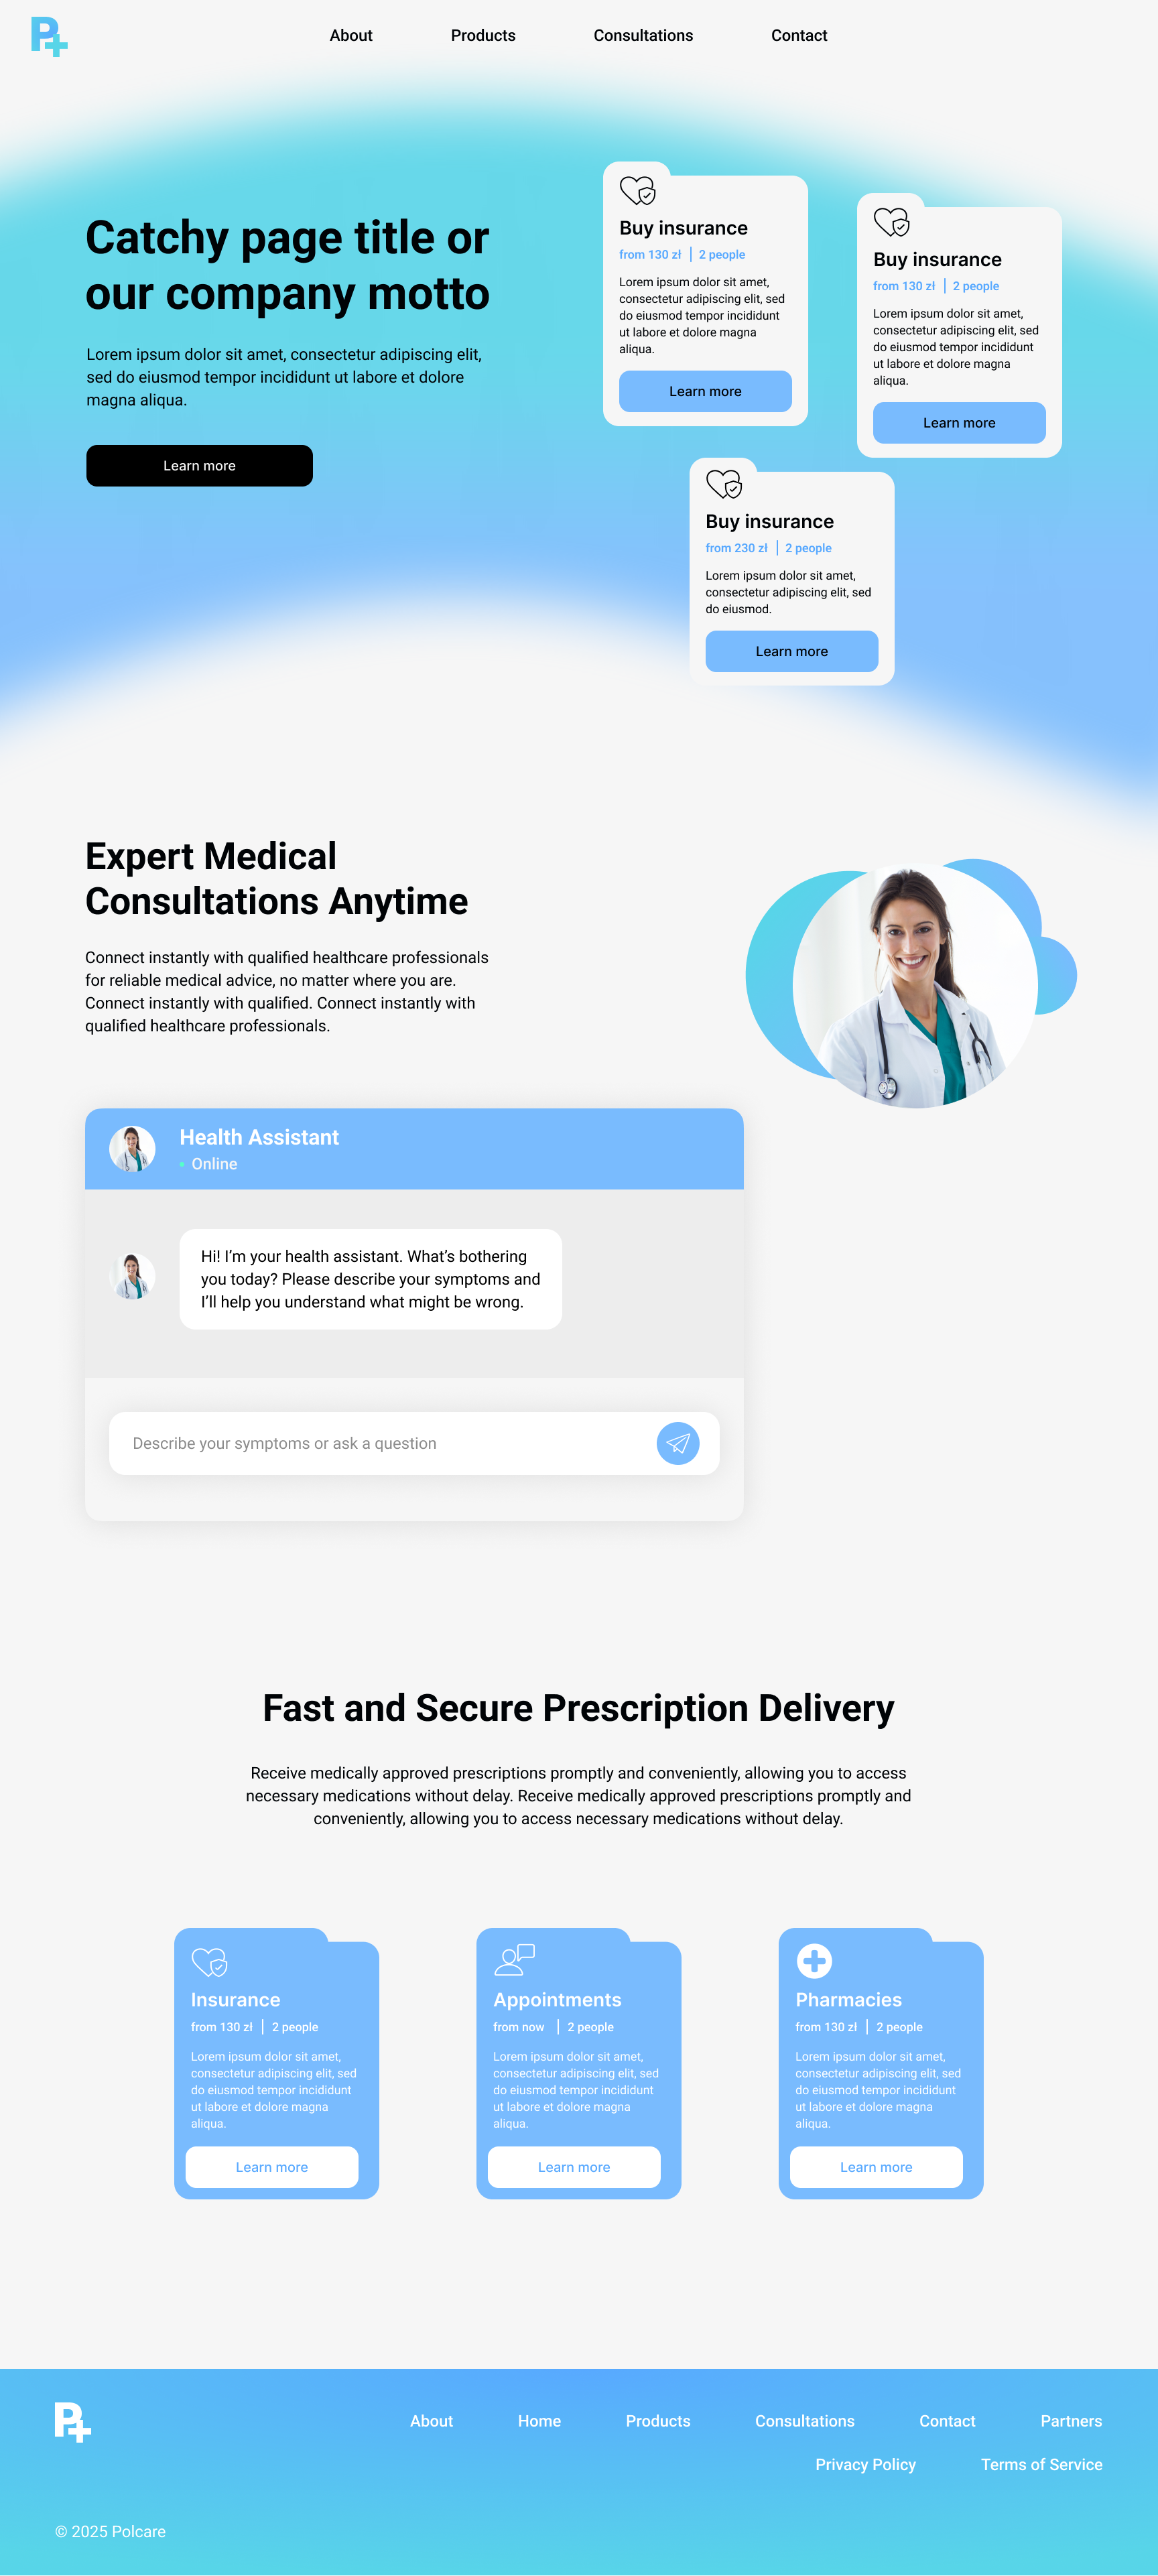 P+
About
Products
Consultations
Contact
Catchy page title or
our company motto
Lorem ipsum dolor sit amet, consectetur adipiscing elit,
sed do eiusmod tempor incididunt ut labore et dolore
magna aliqua.
Learn more
Buy insurance
from 130 zł | 2 people
Lorem ipsum dolor sit amet,
consectetur adipiscing elit, sed
do eiusmod tempor incididunt
ut labore et dolore magna
aliqua.
Learn more
Buy insurance
from 130 zł | 2 people
Lorem ipsum dolor sit amet,
consectetur adipiscing elit, sed
do eiusmod tempor incididunt
ut labore et dolore magna
aliqua.
Learn more
Buy insurance
from 230 zł | 2 people
Lorem ipsum dolor sit amet,
consectetur adipiscing elit, sed
do eiusmod.
Learn more
Expert Medical
Consultations Anytime
Connect instantly with qualified healthcare professionals
for reliable medical advice, no matter where you are.
Connect instantly with qualified. Connect instantly with
qualified healthcare professionals.
Health Assistant
Online
Hi! I’m your health assistant. What’s bothering
you today? Please describe your symptoms and
I’ll help you understand what might be wrong.
Describe your symptoms or ask a question
Fast and Secure Prescription Delivery
Receive medically approved prescriptions promptly and conveniently, allowing you to access
necessary medications without delay. Receive medically approved prescriptions promptly and
conveniently, allowing you to access necessary medications without delay.
Insurance
from 130 zł | 2 people
Lorem ipsum dolor sit amet,
consectetur adipiscing elit, sed
do eiusmod tempor incididunt
ut labore et dolore magna
aliqua.
Learn more
Appointments
from now | 2 people
Lorem ipsum dolor sit amet,
consectetur adipiscing elit, sed
do eiusmod tempor incididunt
ut labore et dolore magna
aliqua.
Learn more
Pharmacies
from 130 zł | 2 people
Lorem ipsum dolor sit amet,
consectetur adipiscing elit, sed
do eiusmod tempor incididunt
ut labore et dolore magna
aliqua.
Learn more
P+
About
Home
Products
Consultations
Contact
Partners
Privacy Policy
Terms of Service
© 2025 Polcare